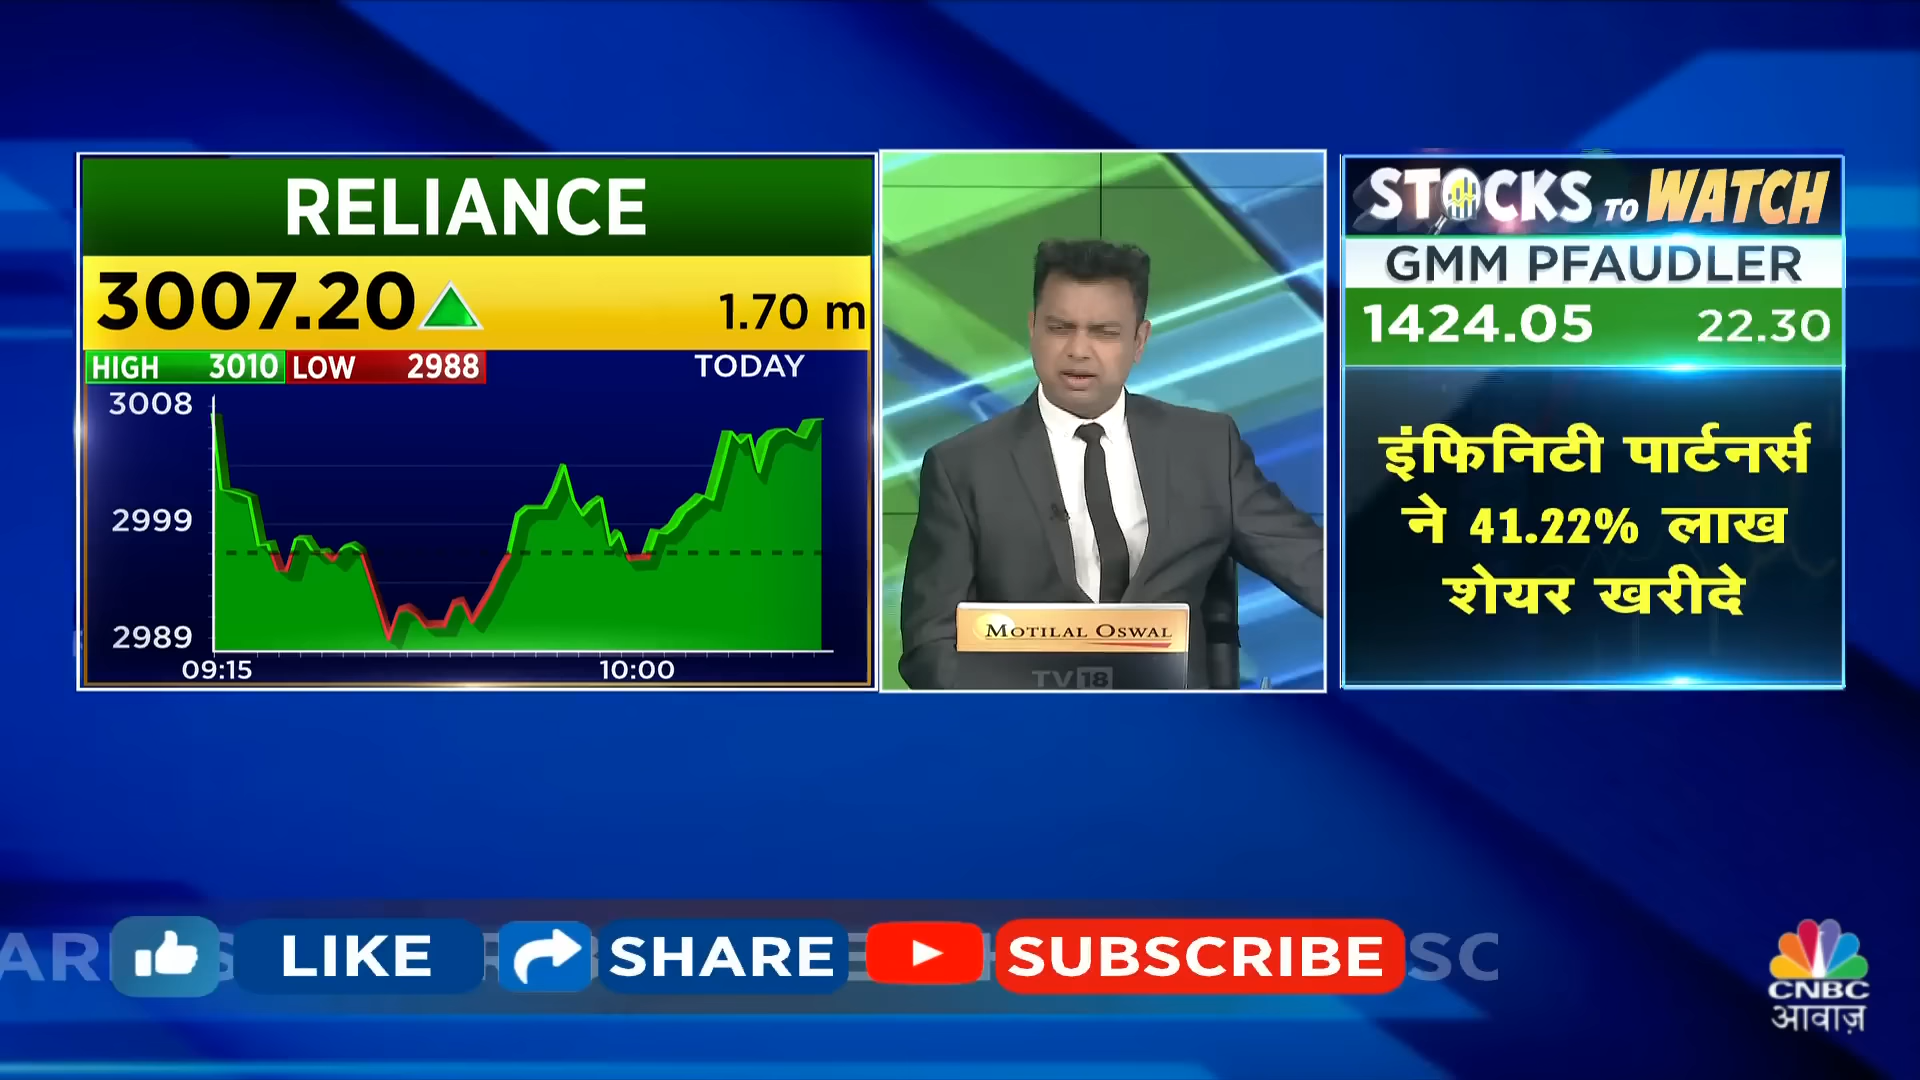 RELIANCE
3007.20 1.70 m
HIGH 3010 LOW 2988 TODAY
3008
2999
2989
09:15 10:00
MOTILAL OSWAL
TV18
STOCKS TO WATCH
GMM PFAUDLER
1424.05 22.30
इंफिनिटी पार्टनर्स
ने 41.22% लाख
शेयर खरीदे
LIKE SHARE SUBSCRIBE
CNBC
आवाज़